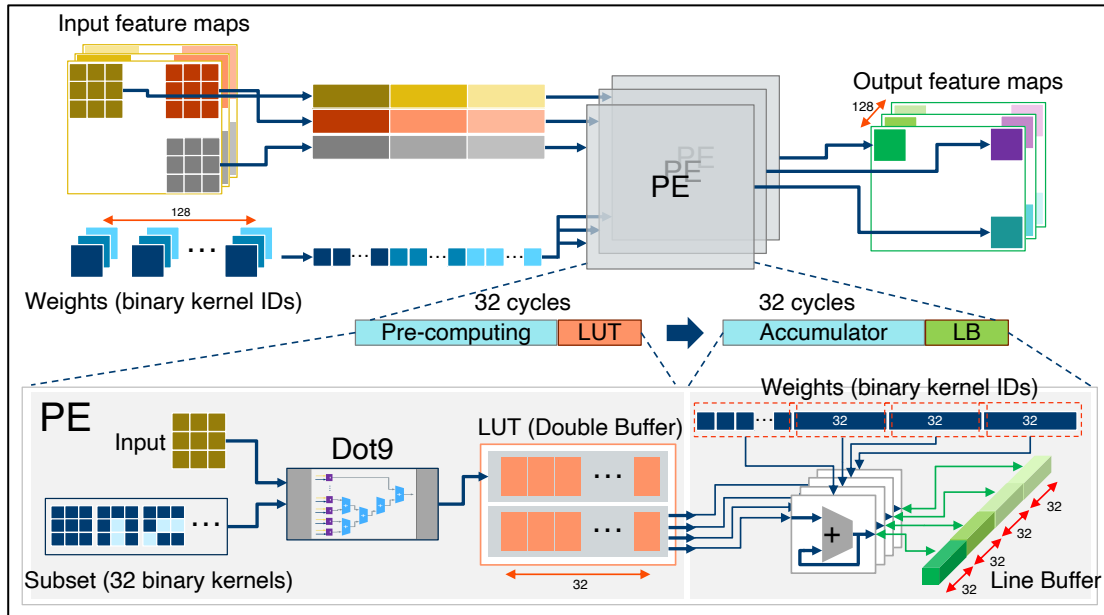 Input feature maps
Output feature maps
128
PE
PE
PE
128
...
...
...
...
Weights (binary kernel IDs)
32 cycles
32 cycles
Pre-computing
LUT
Accumulator
LB
PE
Weights (binary kernel IDs)
...
32
32
32
Input
Dot9
LUT (Double Buffer)
...
...
...
+
32
32
32
32
32
Subset (32 binary kernels)
Line Buffer